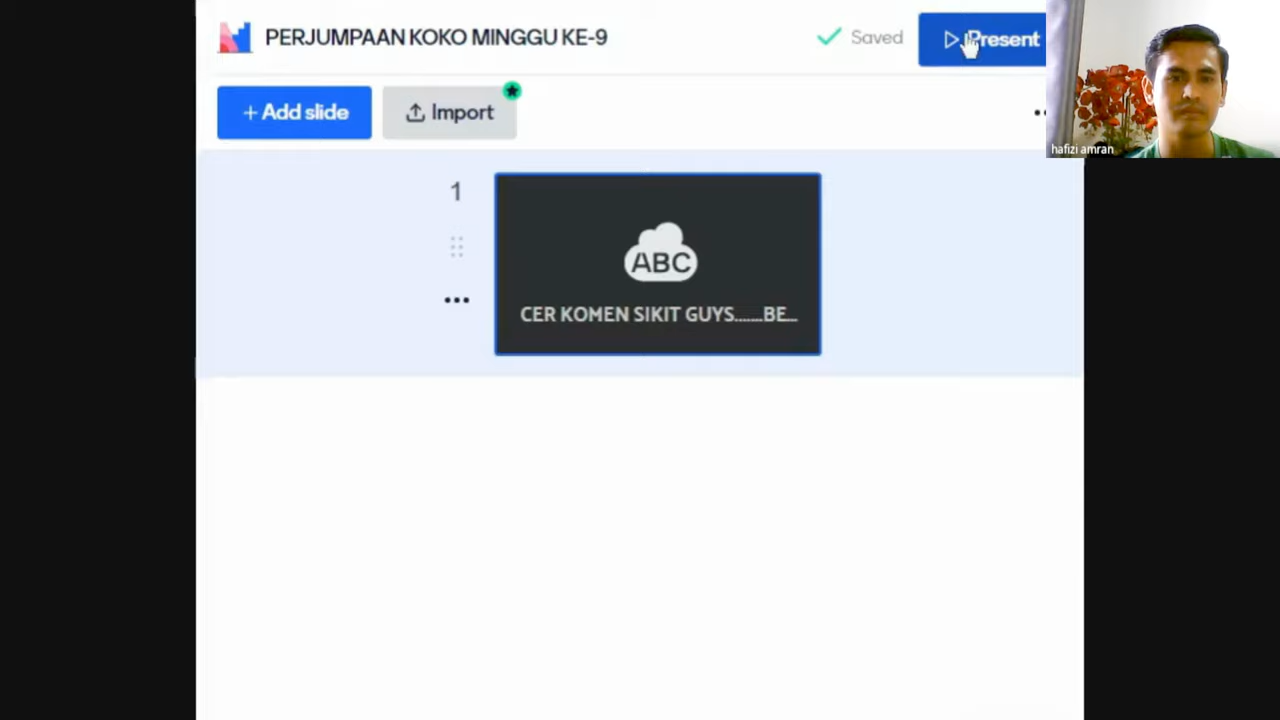 PERJUMPAAN KOKO MINGGU KE-9
Saved
Present
+ Add slide
Import
hafizi amran
1
ABC
CER KOMEN SIKIT GUYS.......BE...